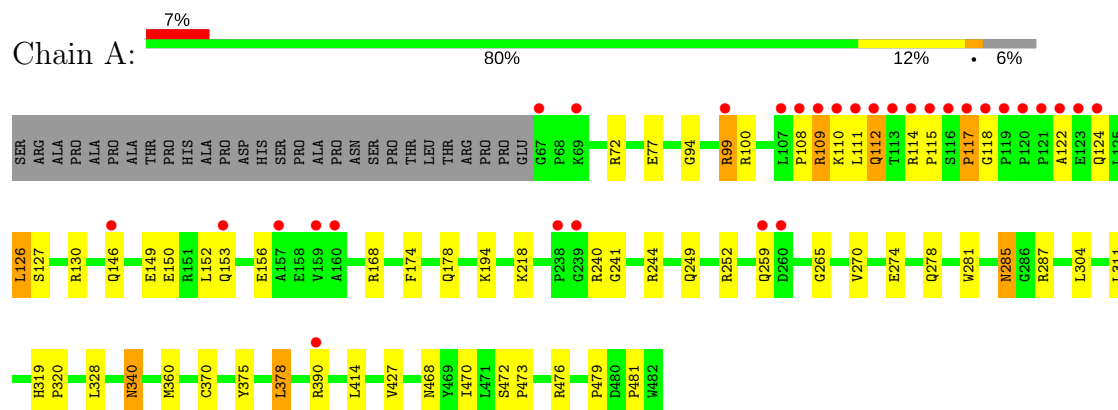 7%
Chain A:
80% 12% • 6%
SER ARG ALA ALA PRO ALA ALA PRO ALA THR PRO HIS ALA PRO ASP HIS SER PRO ALA PRO ASN SER PRO THR LEU THR ARG PRO PRO GLU G67 P68 K69 R72 E77 G94 R99 R100 L107 P108 R109 K110 L111 Q112 T113 R114 P115 S116 P117 G118 P119 P120 P121 A122 E123 Q124 L125
L126 S127 R130 Q146 E149 E150 R151 L152 Q153 E156 A157 E158 V159 A160 R168 F174 Q178 K194 K218 P238 G239 R240 G241 R244 Q249 R252 Q259 D260 G265 V270 E274 Q278 W281 N285 G286 R287 L304 L311
H319 P320 L328 N340 M360 C370 Y375 L378 R390 L414 V427 N468 Y469 I470 L471 S472 P473 R476 P479 D480 P481 W482